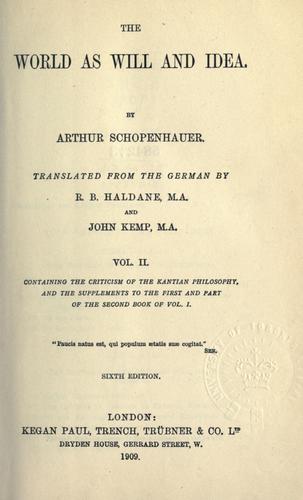 THE
WORLD AS WILL AND IDEA.
BY
ARTHUR SCHOPENHAUER.
TRANSLATED FROM THE GERMAN BY
R. B. HALDANE, M.A.
AND
JOHN KEMP, M.A.
VOL. II.
CONTAINING THE CRITICISM OF THE KANTIAN PHILOSOPHY,
AND THE SUPPLEMENTS TO THE FIRST AND PART
OF THE SECOND BOOK OF VOL. I.
"Paucis natus est, qui populum ætatis suæ cogitat."
SEN.
SIXTH EDITION.
LONDON:
KEGAN PAUL, TRENCH, TRÜBNER & CO. LTD
DRYDEN HOUSE, GERRARD STREET, W.
1909.